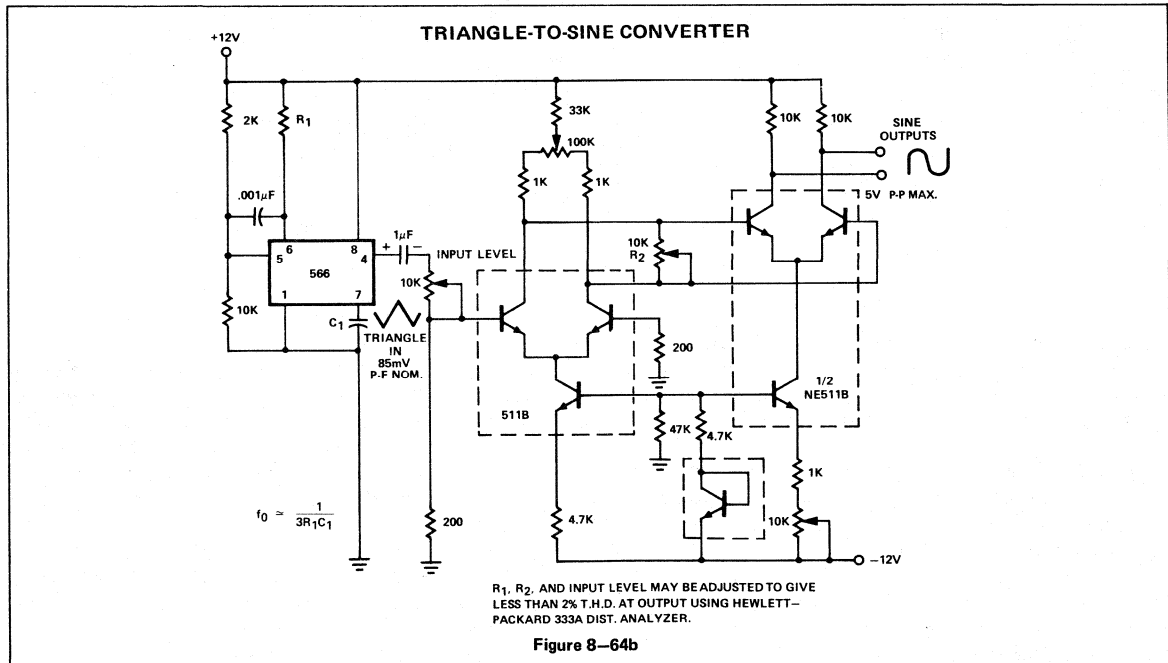 TRIANGLE-TO-SINE CONVERTER
+12V
2K
R1
33K
100K
1K
1K
10K
10K
SINE
OUTPUTS
5V P-P MAX.
.001μF
6
8
5
4
566
1
7
+ 1μF −
INPUT LEVEL
10K
10K
R2
10K
C1
TRIANGLE
IN
85mV
P-P NOM.
200
511B
1/2
NE511B
47K
4.7K
1K
f0 ≃ 1
3R1C1
200
4.7K
10K
−12V
R1, R2, AND INPUT LEVEL MAY BE ADJUSTED TO GIVE
LESS THAN 2% T.H.D. AT OUTPUT USING HEWLETT–
PACKARD 333A DIST. ANALYZER.
Figure 8–64b